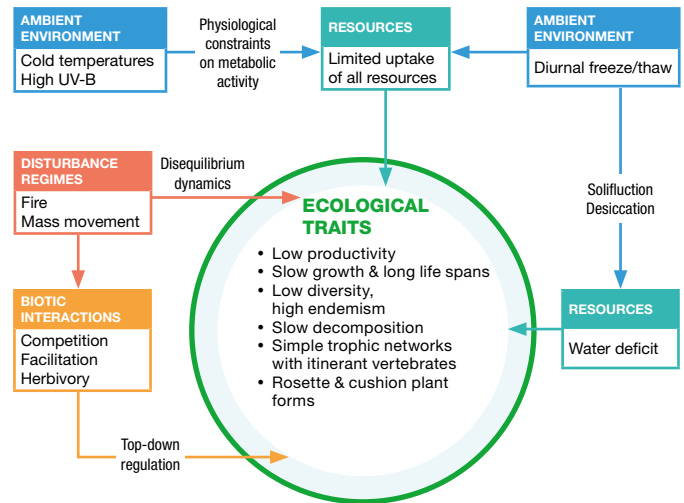 AMBIENT
ENVIRONMENT
Cold temperatures
High UV-B
Physiological
constraints
on metabolic
activity
RESOURCES
Limited uptake
of all resources
AMBIENT
ENVIRONMENT
Diurnal freeze/thaw
DISTURBANCE
REGIMES
Fire
Mass movement
Disequilibrium
dynamics
Solifluction
Desiccation
ECOLOGICAL
TRAITS
• Low productivity
• Slow growth & long life spans
• Low diversity,
high endemism
• Slow decomposition
• Simple trophic networks
with itinerant vertebrates
• Rosette & cushion plant
forms
BIOTIC
INTERACTIONS
Competition
Facilitation
Herbivory
RESOURCES
Water deficit
Top-down
regulation